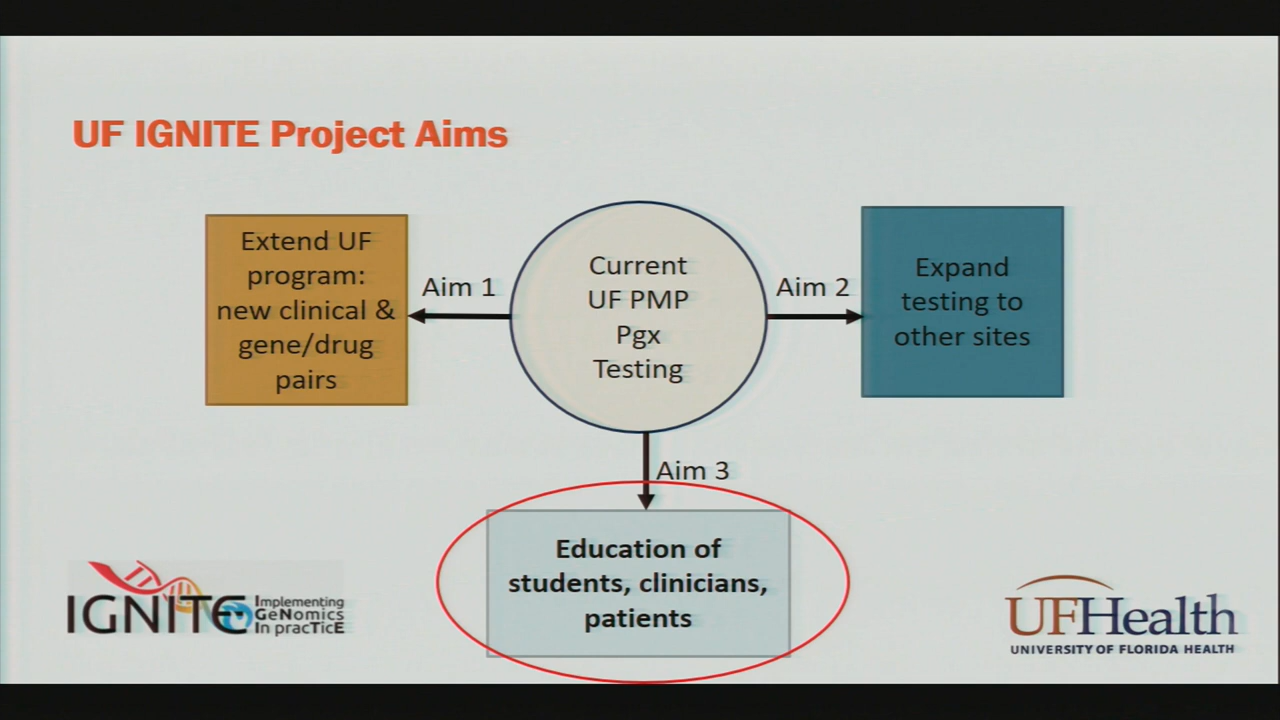 UF IGNITE Project Aims
Extend UF
program:
new clinical &
gene/drug
pairs
Aim 1
Current
UF PMP
Pgx
Testing
Aim 2
Expand
testing to
other sites
Aim 3
Education of
students, clinicians,
patients
IGNITE
Implementing
GeNomics
In pracTicE
UFHealth
UNIVERSITY OF FLORIDA HEALTH